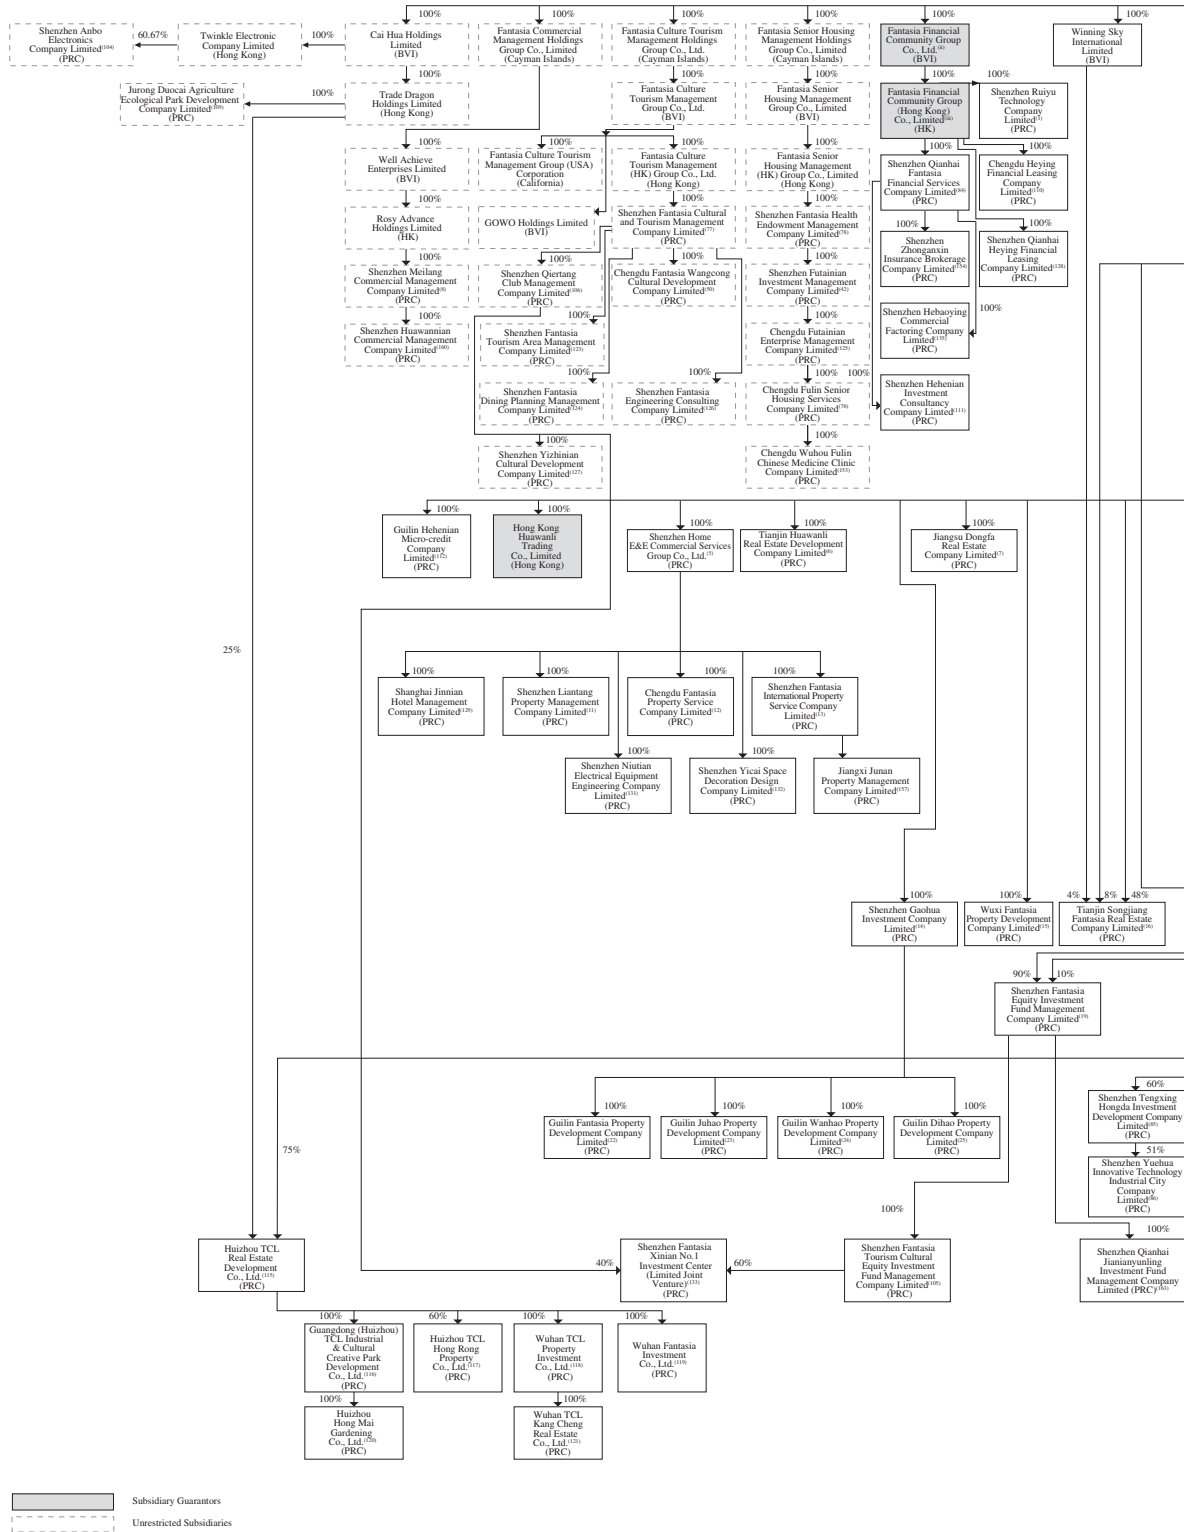 100%
100%
100%
100%
100%
100%
Shenzhen Anbo
Electronics
Company Limited(104)
(PRC)
60.67%
Twinkle Electronic
Company Limited
(Hong Kong)
100%
Cai Hua Holdings
Limited
(BVI)
Fantasia Commercial
Management Holdings
Group Co., Limited
(Cayman Islands)
Fantasia Culture Tourism
Management Holdings
Group Co., Ltd.
(Cayman Islands)
Fantasia Senior Housing
Management Holdings
Group Co., Limited
(Cayman Islands)
Fantasia Financial
Community Group
Co., Ltd.
(BVI)
Winning Sky
International
Limited
(BVI)
100%
100%
100%
100%
100%
Jurong Duocai Agriculture
Ecological Park Development
Company Limited
(PRC)
100%
Trade Dragon
Holdings Limited
(Hong Kong)
Fantasia Culture
Tourism Management
Group Co., Ltd.
(BVI)
Fantasia Senior
Housing Management
Group Co., Limited
(BVI)
Fantasia Financial
Community Group
(Hong Kong)
Co., Limited
(HK)
Shenzhen Ruiyu
Technology
Company
Limited
(PRC)
100%
100%
100%
100%
100%
100%
Well Achieve
Enterprises Limited
(BVI)
Fantasia Culture Tourism
Management Group (USA)
Corporation
(California)
Fantasia Culture
Tourism Management
(HK) Group Co., Ltd.
(Hong Kong)
Fantasia Senior
Housing Management
(HK) Group Co., Limited
(Hong Kong)
Shenzhen Qianhai
Fantasia
Financial Services
Company Limited(84)
(PRC)
Chengdu Heying
Financial Leasing
Company
Limited(110)
(PRC)
100%
100%
100%
100%
100%
100%
Rosy Advance
Holdings Limited
(HK)
GOWO Holdings Limited
(BVI)
Shenzhen Fantasia Cultural
and Tourism Management
Company Limited(77)
(PRC)
Shenzhen Fantasia Health
Endowment Management
Company Limited(78)
(PRC)
Shenzhen
Zhonganxin
Insurance Brokerage
Company Limited(154)
(PRC)
Shenzhen Qianhai
Heying Financial
Leasing
Company Limited(128)
(PRC)
100%
100%
100%
100%
Shenzhen Meilang
Commercial Management
Company Limited(8)
(PRC)
Shenzhen Qiertang
Club Management
Company Limited(106)
(PRC)
Chengdu Fantasia Wangcong
Cultural Development
Company Limited(50)
(PRC)
Shenzhen Futainian
Investment Management
Company Limited(42)
(PRC)
Shenzhen Hebaoying
Commercial
Factoring Company
Limited(135)
(PRC)
100%
100%
100%
100%
Shenzhen Huawannian
Commercial Management
Company Limited(160)
(PRC)
Shenzhen Fantasia
Tourism Area Management
Company Limited(123)
(PRC)
Chengdu Futainian
Enterprise Management
Company Limited(125)
(PRC)
100%
100%
100%
100%
Shenzhen Fantasia
Dining Planning Management
Company Limited(124)
(PRC)
Shenzhen Fantasia
Engineering Consulting
Company Limited(126)
(PRC)
Chengdu Fulin Senior
Housing Services
Company Limited(76)
(PRC)
Shenzhen Hehenian
Investment
Consultancy
Company Limted(111)
(PRC)
100%
100%
Shenzhen Yizhinian
Cultural Development
Company Limited(127)
(PRC)
Chengdu Wuhou Fulin
Chinese Medicine Clinic
Company Limited(153)
(PRC)
100%
100%
100%
100%
100%
Guilin Hehenian
Micro-credit
Company
Limited(112)
(PRC)
Hong Kong
Huawanli
Trading
Co., Limited
(Hong Kong)
Shenzhen Home
E&E Commercial Services
Group Co., Ltd.(5)
(PRC)
Tianjin Huawanli
Real Estate Development
Company Limited(6)
(PRC)
Jiangsu Dongfa
Real Estate
Company Limited(7)
(PRC)
25%
100%
100%
100%
100%
Shanghai Jinnian
Hotel Management
Company Limited(129)
(PRC)
Shenzhen Liantang
Property Management
Company Limited(11)
(PRC)
Chengdu Fantasia
Property Service
Company Limited(12)
(PRC)
Shenzhen Fantasia
International Property
Service Company
Limited(13)
(PRC)
100%
100%
100%
Shenzhen Niutian
Electrical Equipment
Engineering Company
Limited(131)
(PRC)
Shenzhen Yicai Space
Decoration Design
Company Limited(132)
(PRC)
Jiangxi Junan
Property Management
Company Limited(157)
(PRC)
100%
100%
4%
8%
48%
Shenzhen Gaohua
Investment Company
Limited(14)
(PRC)
Wuxi Fantasia
Property Development
Company Limited(15)
(PRC)
Tianjin Songjiang
Fantasia Real Estate
Company Limited(16)
(PRC)
90%
10%
Shenzhen Fantasia
Equity Investment
Fund Management
Company Limited(19)
(PRC)
60%
Shenzhen Tengxing
Hongda Investment
Development Company
Limited(85)
(PRC)
100%
100%
100%
100%
Guilin Fantasia Property
Development Company
Limited(22)
(PRC)
Guilin Juhao Property
Development Company
Limited(23)
(PRC)
Guilin Wanhao Property
Development Company
Limited(24)
(PRC)
Guilin Dihao Property
Development Company
Limited(25)
(PRC)
75%
51%
Shenzhen Yuehua
Innovative Technology
Industrial City
Company
Limited(86)
(PRC)
100%
100%
Huizhou TCL
Real Estate
Development
Co., Ltd.(115)
(PRC)
40%
Shenzhen Fantasia
Xinian No.1
Investment Center
(Limited Joint
Venture)(133)
(PRC)
60%
Shenzhen Fantasia
Tourism Cultural
Equity Investment
Fund Management
Company Limited(105)
(PRC)
Shenzhen Qianhai
Jianianyunling
Investment Fund
Management Company
Limited (PRC)(163)
100%
60%
100%
100%
Guangdong (Huizhou)
TCL Industrial
& Cultural
Creative Park
Development
Co., Ltd.(116)
(PRC)
Huizhou TCL
Hong Rong
Property
Co., Ltd.(117)
(PRC)
Wuhan TCL
Property
Investment
Co., Ltd.(118)
(PRC)
Wuhan Fantasia
Investment
Co., Ltd.(119)
(PRC)
100%
100%
Huizhou
Hong Mai
Gardening
Co., Ltd.(120)
(PRC)
Wuhan TCL
Kang Cheng
Real Estate
Co., Ltd.(121)
(PRC)
Subsidiary Guarantors
Unrestricted Subsidiaries